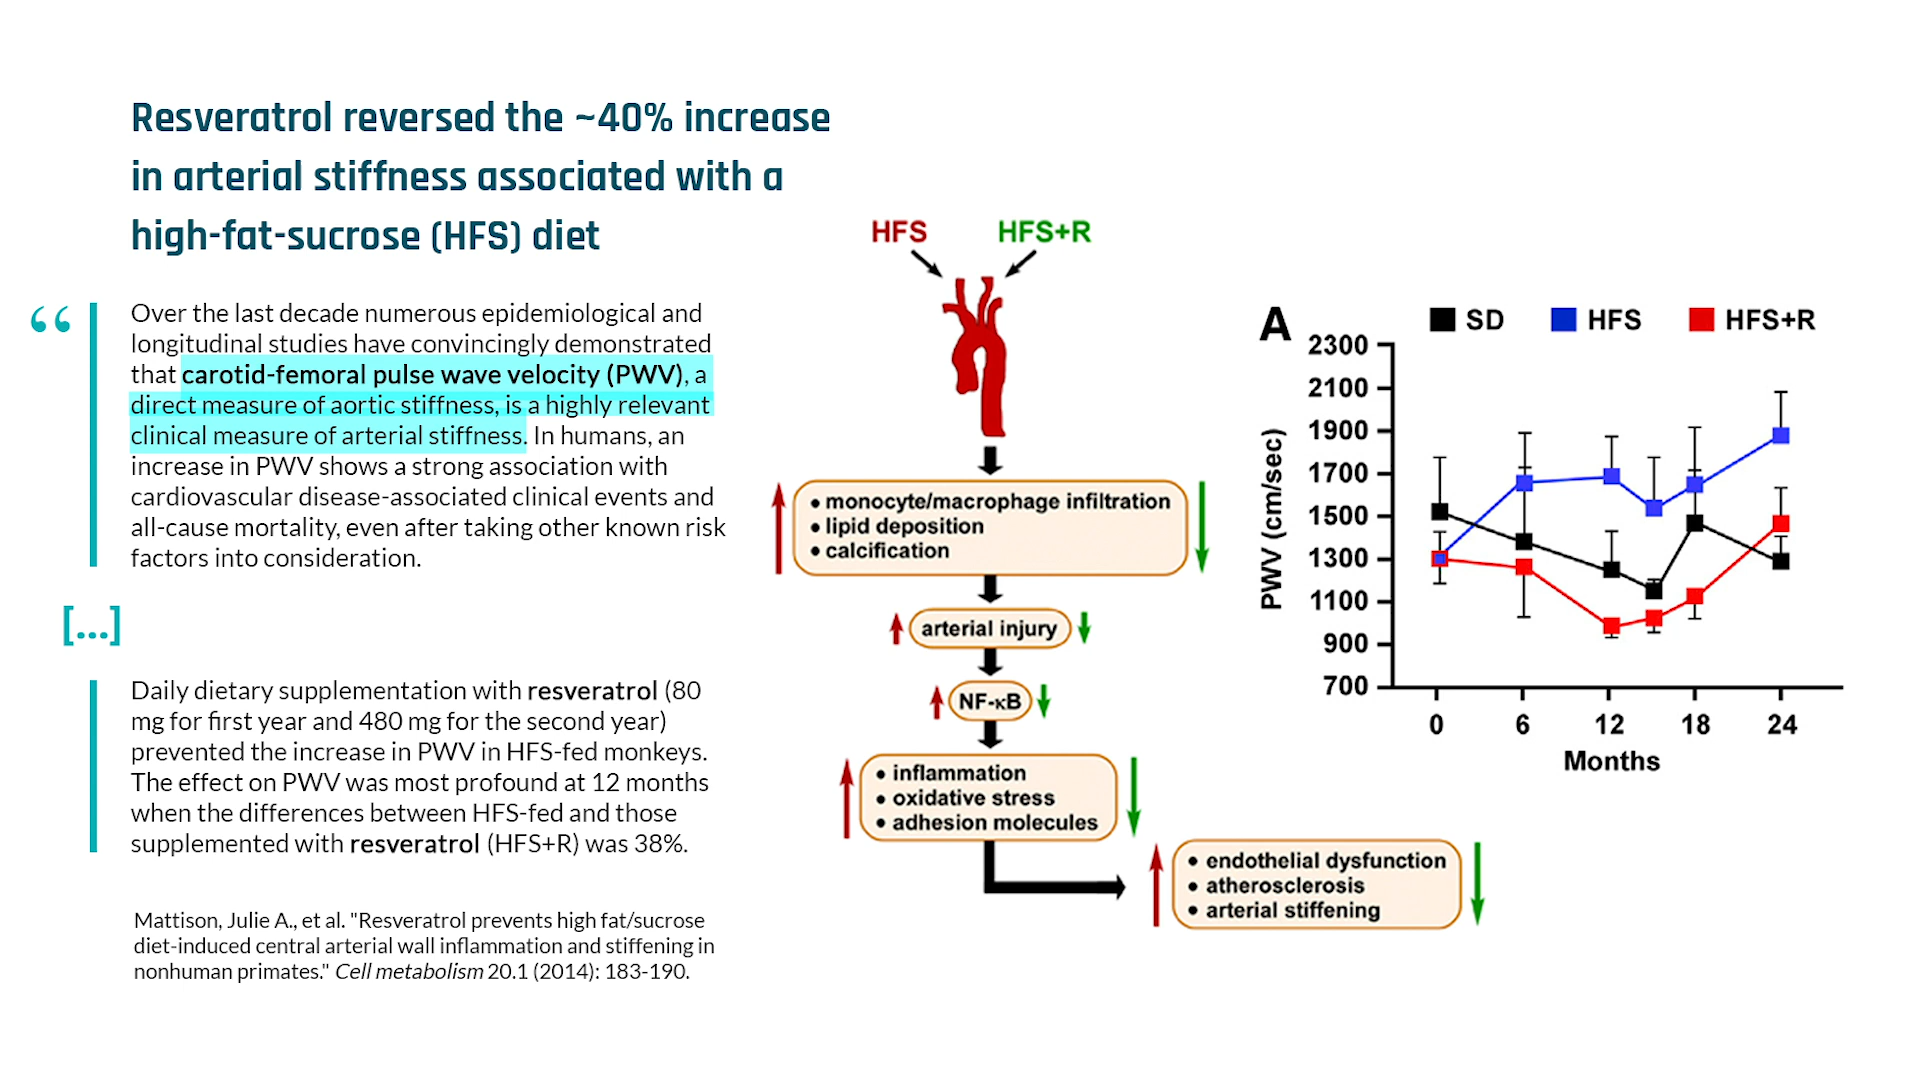 Resveratrol reversed the ~40% increase
in arterial stiffness associated with a
high-fat-sucrose (HFS) diet
“
Over the last decade numerous epidemiological and
longitudinal studies have convincingly demonstrated
that carotid-femoral pulse wave velocity (PWV), a
direct measure of aortic stiffness, is a highly relevant
clinical measure of arterial stiffness. In humans, an
increase in PWV shows a strong association with
cardiovascular disease-associated clinical events and
all-cause mortality, even after taking other known risk
factors into consideration.
[...]
Daily dietary supplementation with resveratrol (80
mg for first year and 480 mg for the second year)
prevented the increase in PWV in HFS-fed monkeys.
The effect on PWV was most profound at 12 months
when the differences between HFS-fed and those
supplemented with resveratrol (HFS+R) was 38%.
Mattison, Julie A., et al. "Resveratrol prevents high fat/sucrose
diet-induced central arterial wall inflammation and stiffening in
nonhuman primates." Cell metabolism 20.1 (2014): 183-190.
HFS HFS+R
• monocyte/macrophage infiltration
• lipid deposition
• calcification
arterial injury
NF-κB
• inflammation
• oxidative stress
• adhesion molecules
• endothelial dysfunction
• atherosclerosis
• arterial stiffening
A
SD HFS HFS+R
PWV (cm/sec)
2300
2100
1900
1700
1500
1300
1100
900
700
0 6 12 18 24
Months